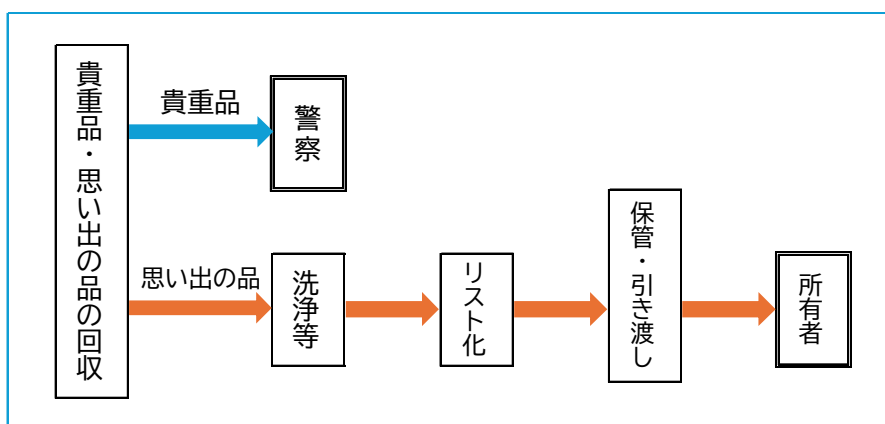 貴重品・思い出の品の回収
貴重品
警察
思い出の品
洗浄等
リスト化
保管・引き渡し
所有者